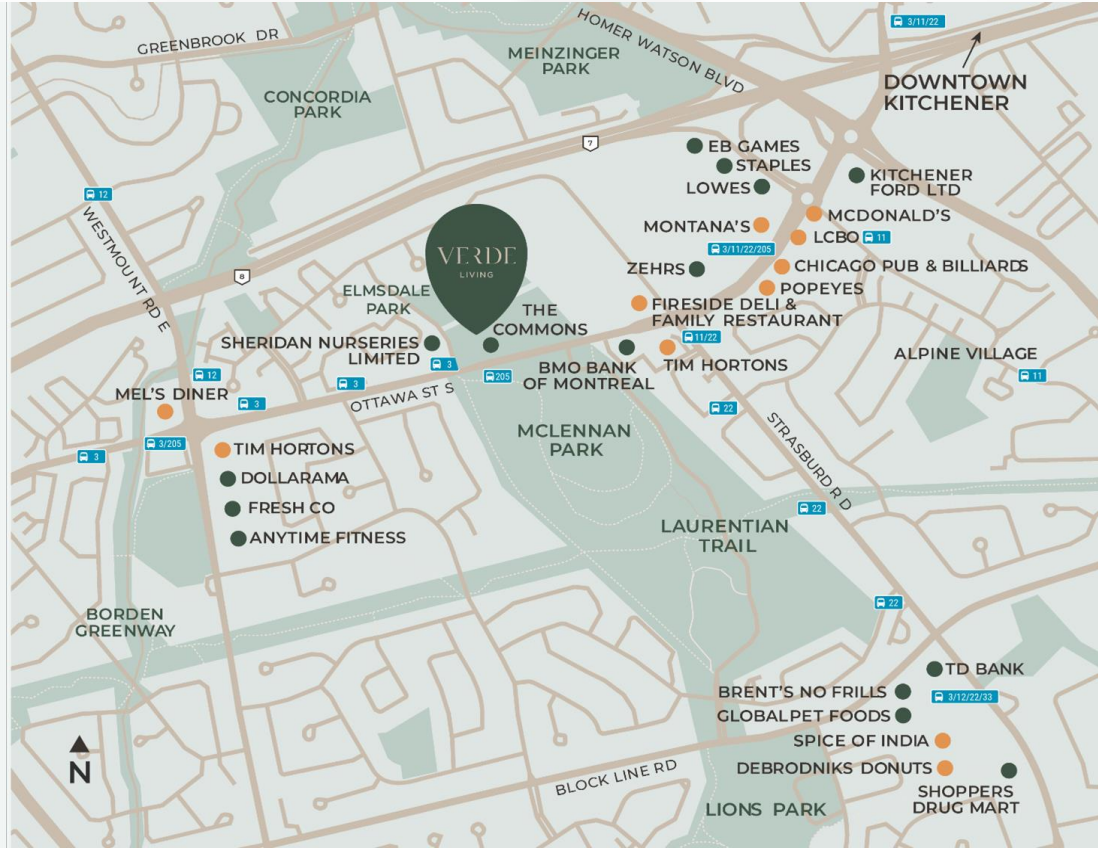 GREENBROOK DR
CONCORDIA
PARK
MEINZINGER
PARK
HOMER WATSON BLVD
3/11/22
DOWNTOWN
KITCHENER
7
EB GAMES
STAPLES
LOWES
KITCHENER
FORD LTD
12
WESTMOUNT RD E
MONTANA'S
MCDONALD'S
LCBO
11
3/11/22/205
VERDE
LIVING
ZEHRS
CHICAGO PUB & BILLIARDS
POPEYES
8
ELMSDALE
PARK
THE
COMMONS
FIRESIDE DELI &
FAMILY RESTAURANT
SHERIDAN NURSERIES
LIMITED
3
205
11/22
BMO BANK
OF MONTREAL
TIM HORTONS
ALPINE VILLAGE
11
12
3
MEL'S DINER
3
OTTAWA ST S
22
3/205
3
TIM HORTONS
DOLLARAMA
FRESH CO
ANYTIME FITNESS
MCLENNAN
PARK
STRASBURD R D
22
LAURENTIAN
TRAIL
22
BORDEN
GREENWAY
TD BANK
BRENT'S NO FRILLS
3/12/22/33
GLOBALPET FOODS
SPICE OF INDIA
DEBRODNIKS DONUTS
SHOPPERS
DRUG MART
N
BLOCK LINE RD
LIONS PARK